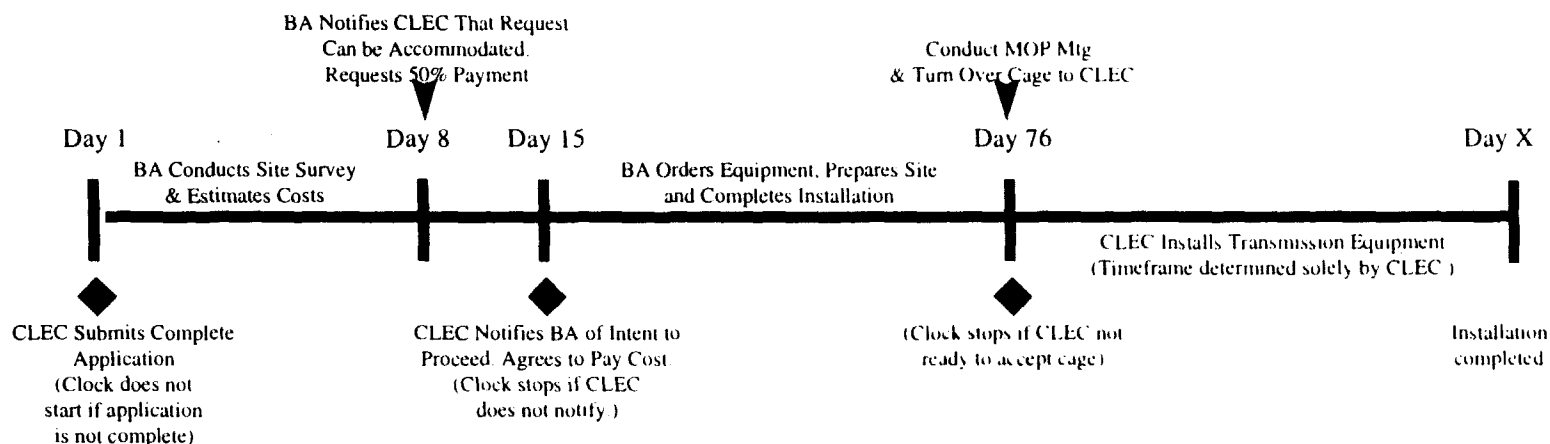 BA Notifies CLEC That Request
Can be Accommodated.
Requests 50% Payment
Conduct MOP Mtg
& Turn Over Cage to CLEC
Day 1
Day 8
Day 15
Day 76
Day X
BA Conducts Site Survey
& Estimates Costs
BA Orders Equipment, Prepares Site
and Completes Installation
CLEC Installs Transmission Equipment
(Timeframe determined solely by CLEC )
CLEC Submits Complete
Application
(Clock does not
start if application
is not complete)
CLEC Notifies BA of Intent to
Proceed. Agrees to Pay Cost.
(Clock stops if CLEC
does not notify.)
(Clock stops if CLEC not
ready to accept cage)
Installation
completed